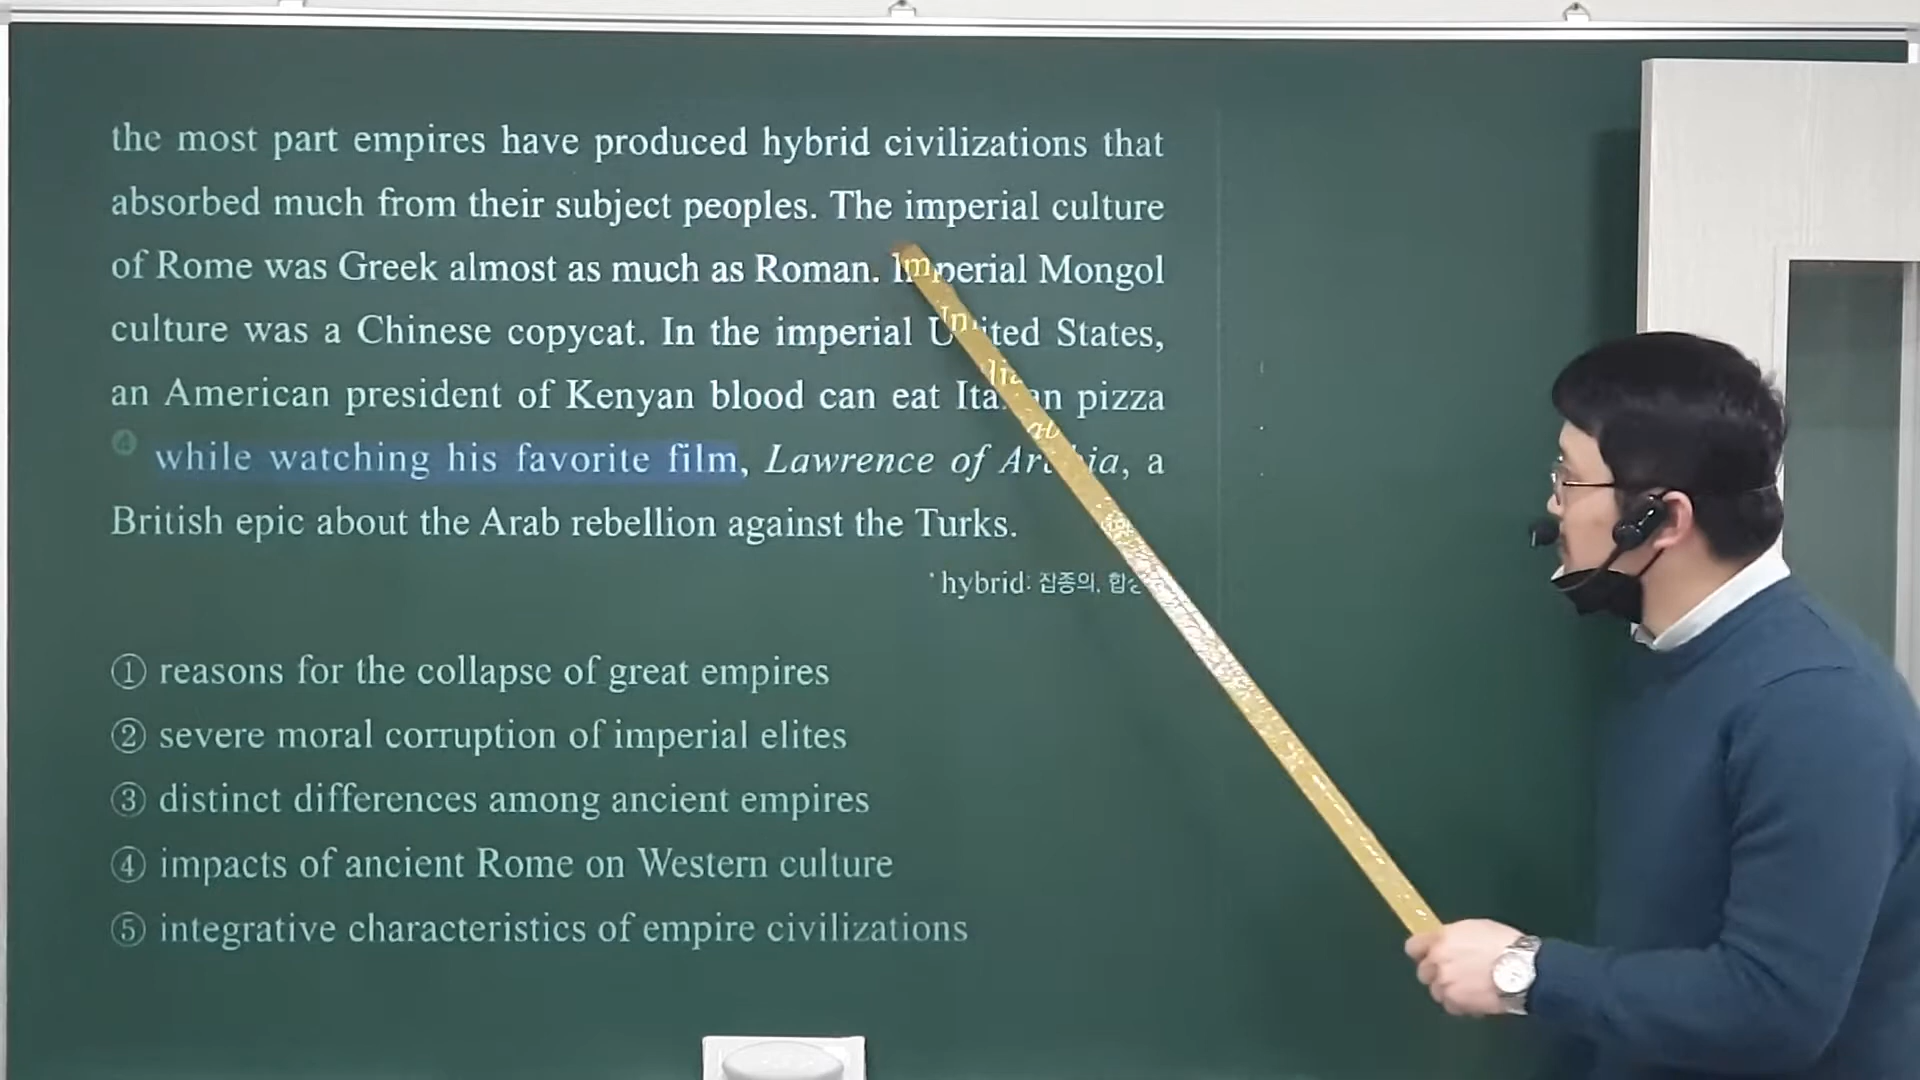 the most part empires have produced hybrid civilizations that
absorbed much from their subject peoples. The imperial culture
of Rome was Greek almost as much as Roman. Imperial Mongol
culture was a Chinese copycat. In the imperial United States,
an American president of Kenyan blood can eat Italian pizza
④ while watching his favorite film, Lawrence of Arabia, a
British epic about the Arab rebellion against the Turks.
* hybrid: 잡종의,
① reasons for the collapse of great empires
② severe moral corruption of imperial elites
③ distinct differences among ancient empires
④ impacts of ancient Rome on Western culture
⑤ integrative characteristics of empire civilizations